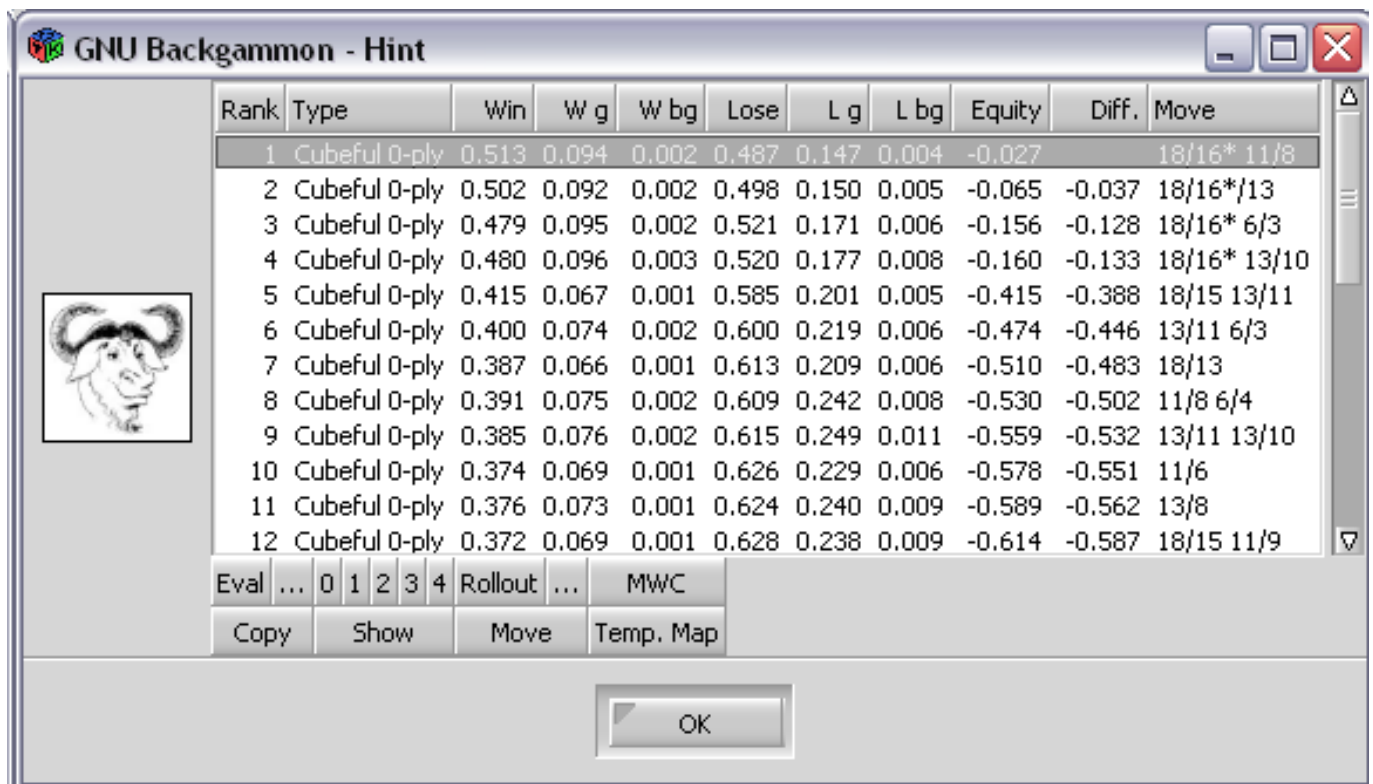 GNU Backgammon - Hint
Rank Type Win W g W bg Lose L g L bg Equity Diff. Move
1 Cubeful 0-ply 0.513 0.094 0.002 0.487 0.147 0.004 -0.027 18/16* 11/8
2 Cubeful 0-ply 0.502 0.092 0.002 0.498 0.150 0.005 -0.065 -0.037 18/16*/13
3 Cubeful 0-ply 0.479 0.095 0.002 0.521 0.171 0.006 -0.156 -0.128 18/16* 6/3
4 Cubeful 0-ply 0.480 0.096 0.003 0.520 0.177 0.008 -0.160 -0.133 18/16* 13/10
5 Cubeful 0-ply 0.415 0.067 0.001 0.585 0.201 0.005 -0.415 -0.388 18/15 13/11
6 Cubeful 0-ply 0.400 0.074 0.002 0.600 0.219 0.006 -0.474 -0.446 13/11 6/3
7 Cubeful 0-ply 0.387 0.066 0.001 0.613 0.209 0.006 -0.510 -0.483 18/13
8 Cubeful 0-ply 0.391 0.075 0.002 0.609 0.242 0.008 -0.530 -0.502 11/8 6/4
9 Cubeful 0-ply 0.385 0.076 0.002 0.615 0.249 0.011 -0.559 -0.532 13/11 13/10
10 Cubeful 0-ply 0.374 0.069 0.001 0.626 0.229 0.006 -0.578 -0.551 11/6
11 Cubeful 0-ply 0.376 0.073 0.001 0.624 0.240 0.009 -0.589 -0.562 13/8
12 Cubeful 0-ply 0.372 0.069 0.001 0.628 0.238 0.009 -0.614 -0.587 18/15 11/9
Eval ... 0 1 2 3 4 Rollout ... MWC
Copy Show Move Temp. Map
OK